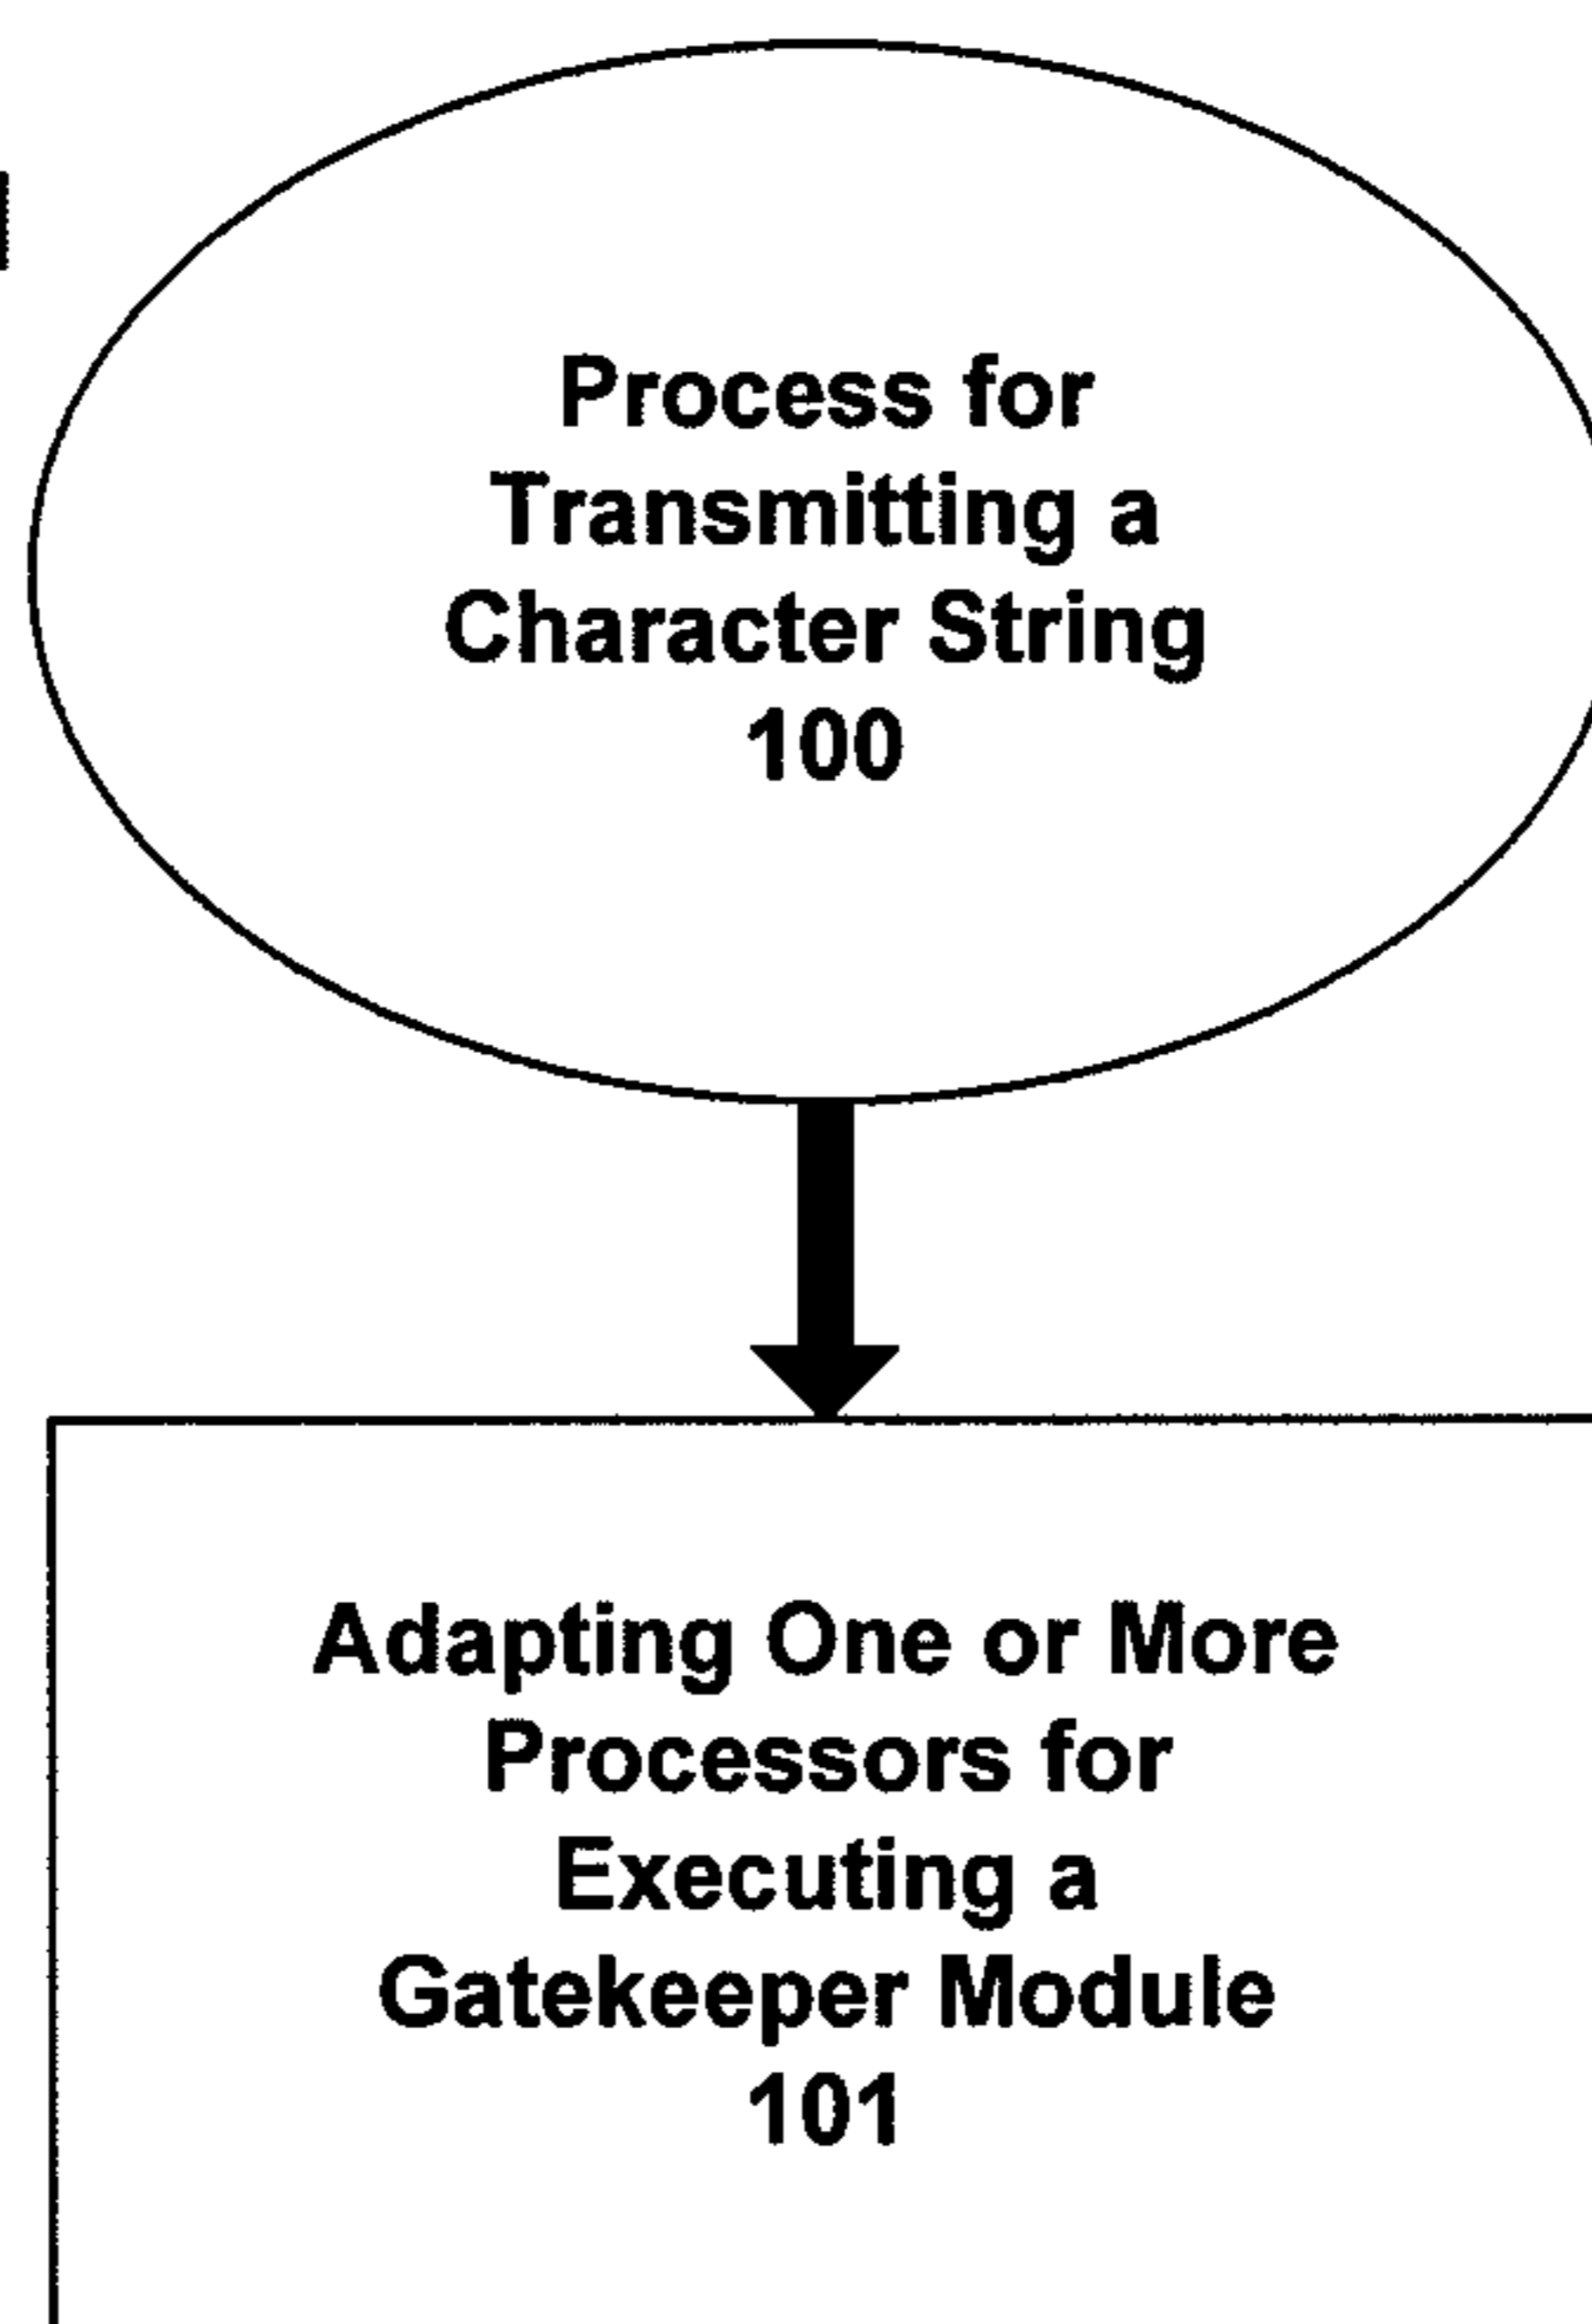 Process for
Transmitting a
Character String
100
Adapting One or More
Processors for
Executing a
Gatekeeper Module
101